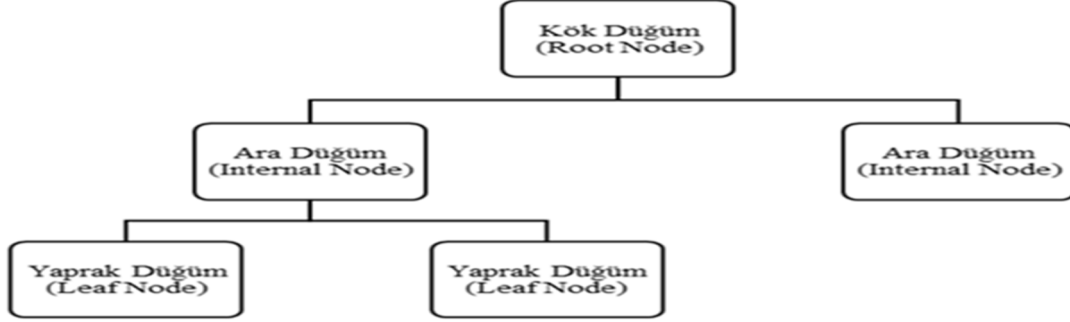 Kök Düğüm
(Root Node)
Ara Düğüm
(Internal Node)
Ara Düğüm
(Internal Node)
Yaprak Düğüm
(Leaf Node)
Yaprak Düğüm
(Leaf Node)